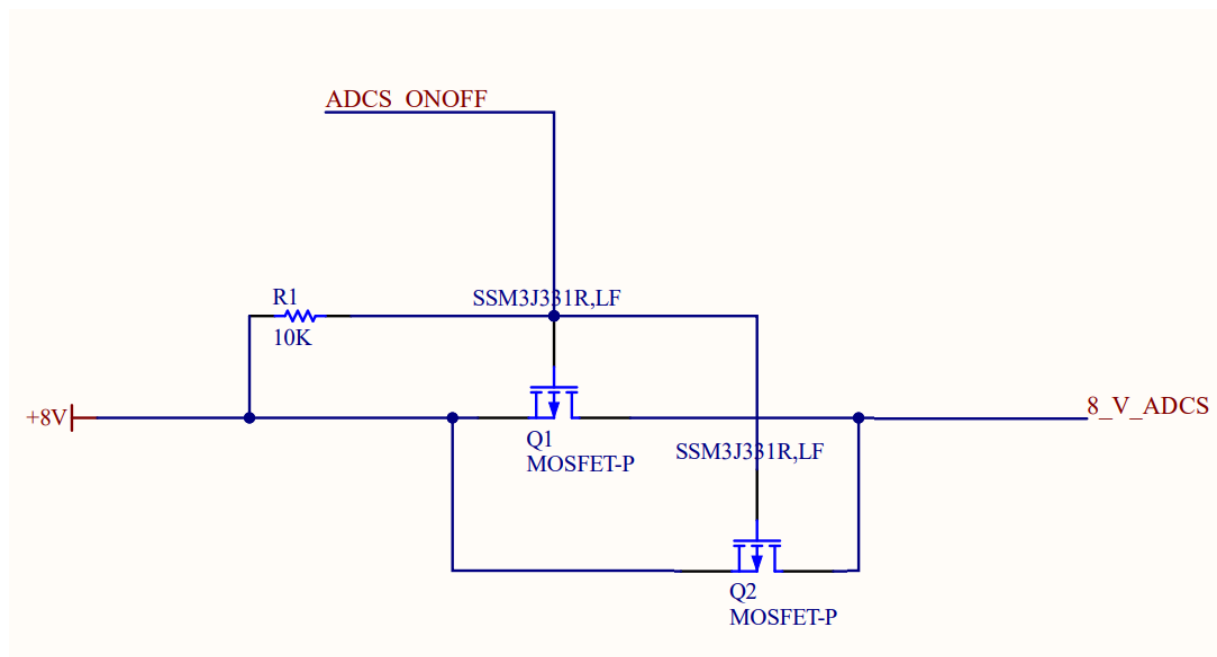 ADCS_ONOFF
R1
SSM3J331R,LF
10K
+8V
8_V_ADCS
Q1
MOSFET-P
SSM3J331R,LF
Q2
MOSFET-P